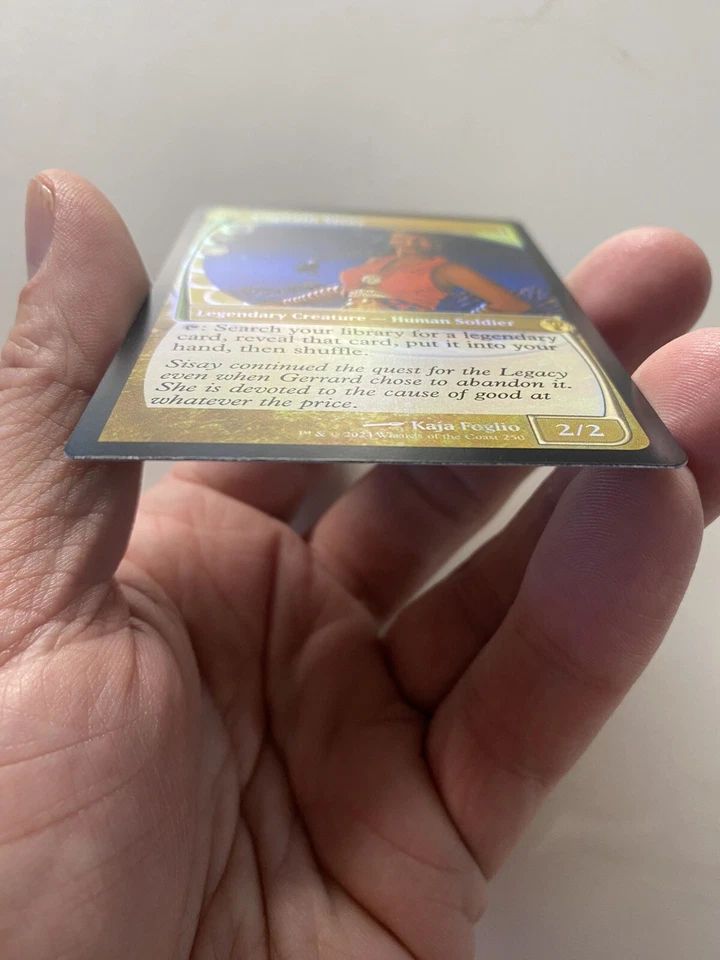 Legendary Creature — Human Soldier
: Search your library for a legendary
card, reveal that card, put it into your
hand, then shuffle.
Sisay continued the quest for the Legacy
even when Gerrard chose to abandon it.
She is devoted to the cause of good at
whatever the price.
Kaja Foglio
2/2
™ & © 2023 Wizards of the Coast 250